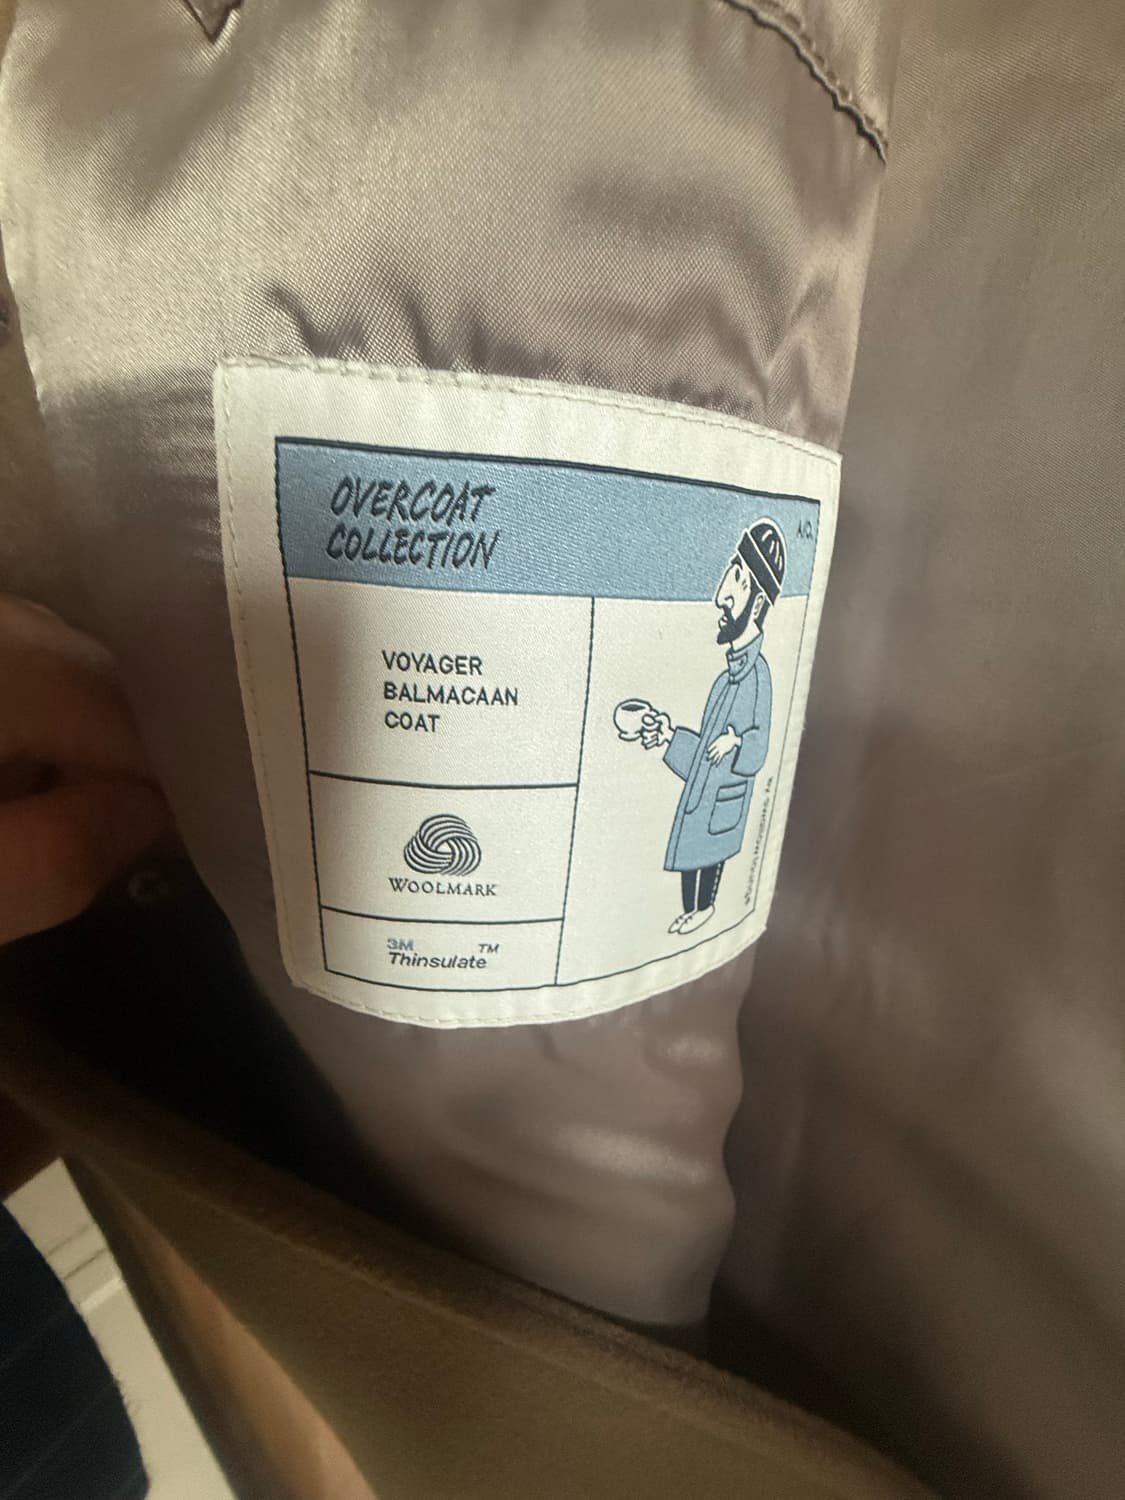 OVERCOAT
COLLECTION
VOYAGER
BALMACAAN
COAT
WOOLMARK
3M TM
Thinsulate